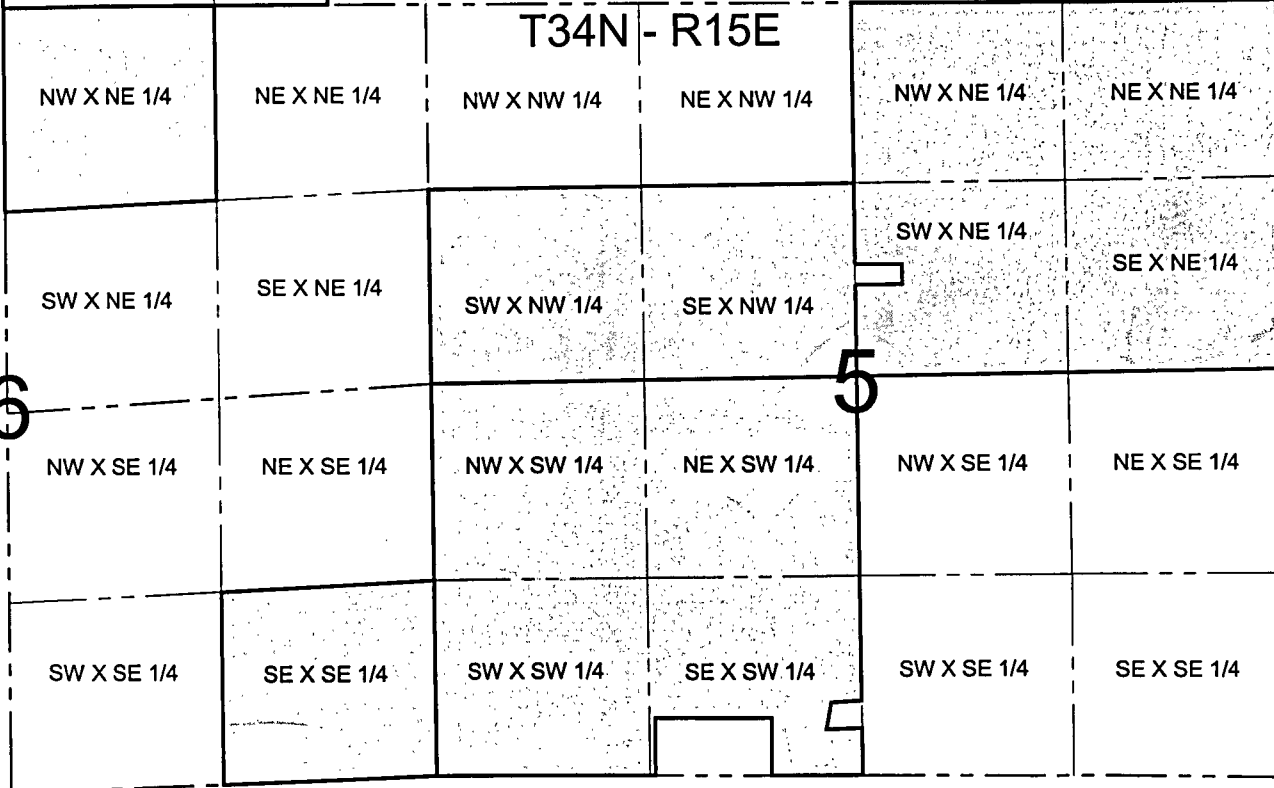 T34N - R15E
NW X NE 1/4
NE X NE 1/4
NW X NW 1/4
NE X NW 1/4
NW X NE 1/4
NE X NE 1/4
SW X NE 1/4
SE X NE 1/4
SW X NW 1/4
SE X NW 1/4
SW X NE 1/4
SE X NE 1/4
6
5
NW X SE 1/4
NE X SE 1/4
NW X SW 1/4
NE X SW 1/4
NW X SE 1/4
NE X SE 1/4
SW X SE 1/4
SE X SE 1/4
SW X SW 1/4
SE X SW 1/4
SW X SE 1/4
SE X SE 1/4